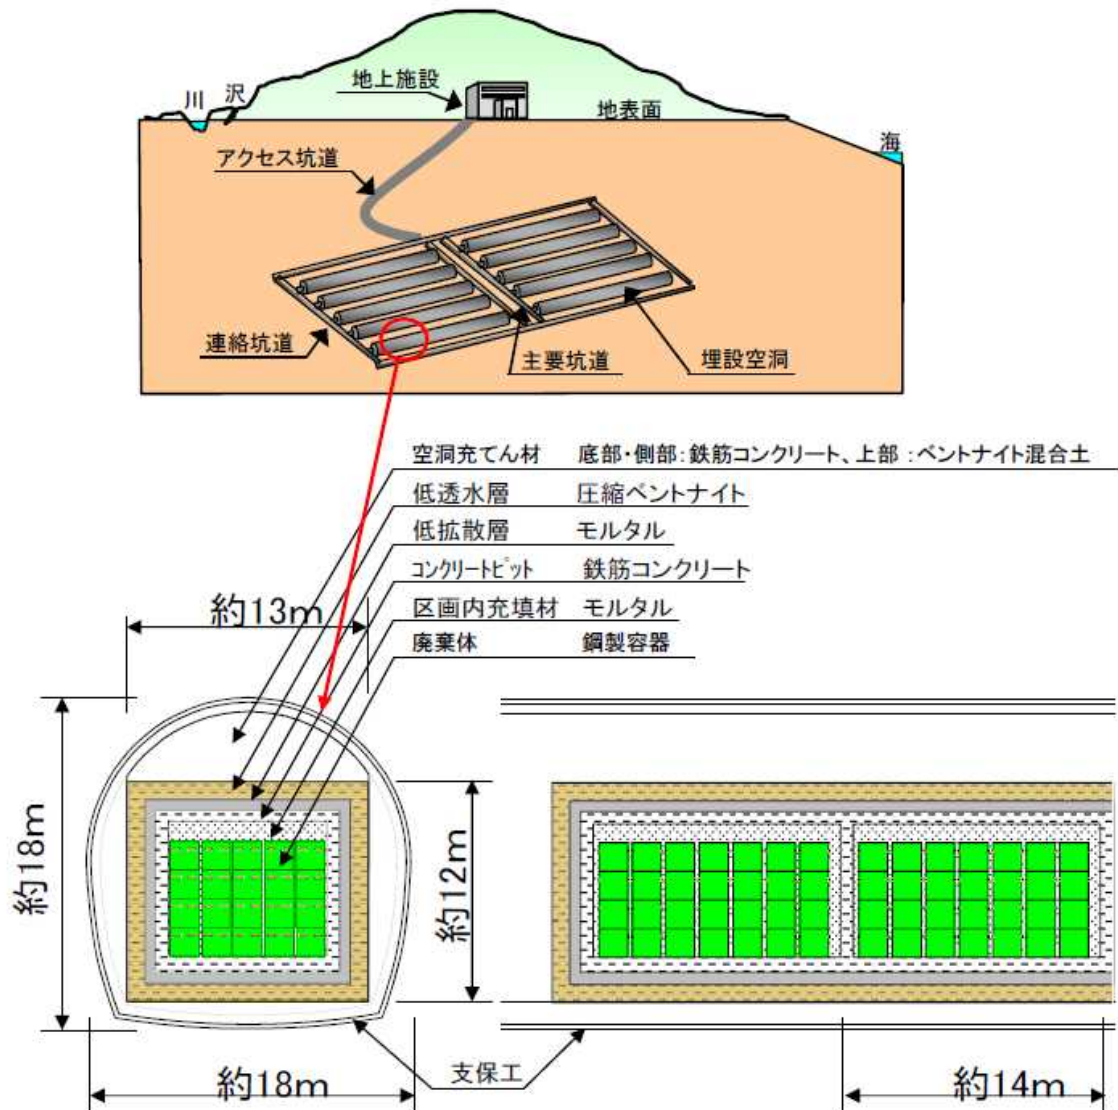 地上施設
川
沢
地表面
海
アクセス坑道
連絡坑道
主要坑道
埋設空洞
空洞充てん材 底部・側部:鉄筋コンクリート、上部:ベントナイト混合土
低透水層 圧縮ベントナイト
低拡散層 モルタル
コンクリートピット 鉄筋コンクリート
区画内充填材 モルタル
廃棄体 鋼製容器
約13m
約18m
約12m
支保工
約18m
約14m